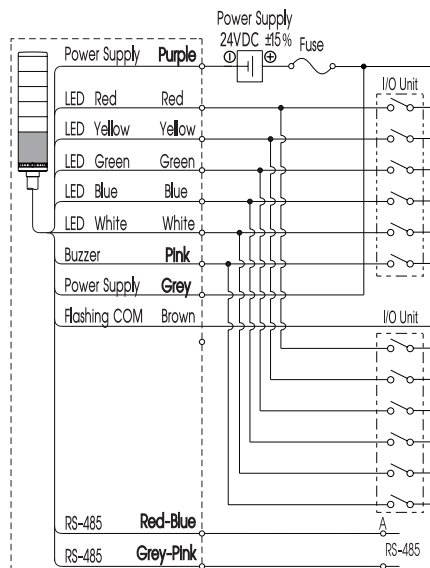 Power Supply
24VDC ±15% Fuse
Power Supply Purple
I/O Unit
LED Red Red
LED Yellow Yellow
LED Green Green
LED Blue Blue
LED White White
Buzzer Pink
Power Supply Grey
Flashing COM Brown I/O Unit
RS-485 Red-Blue A
RS-485 Grey-Pink RS-485